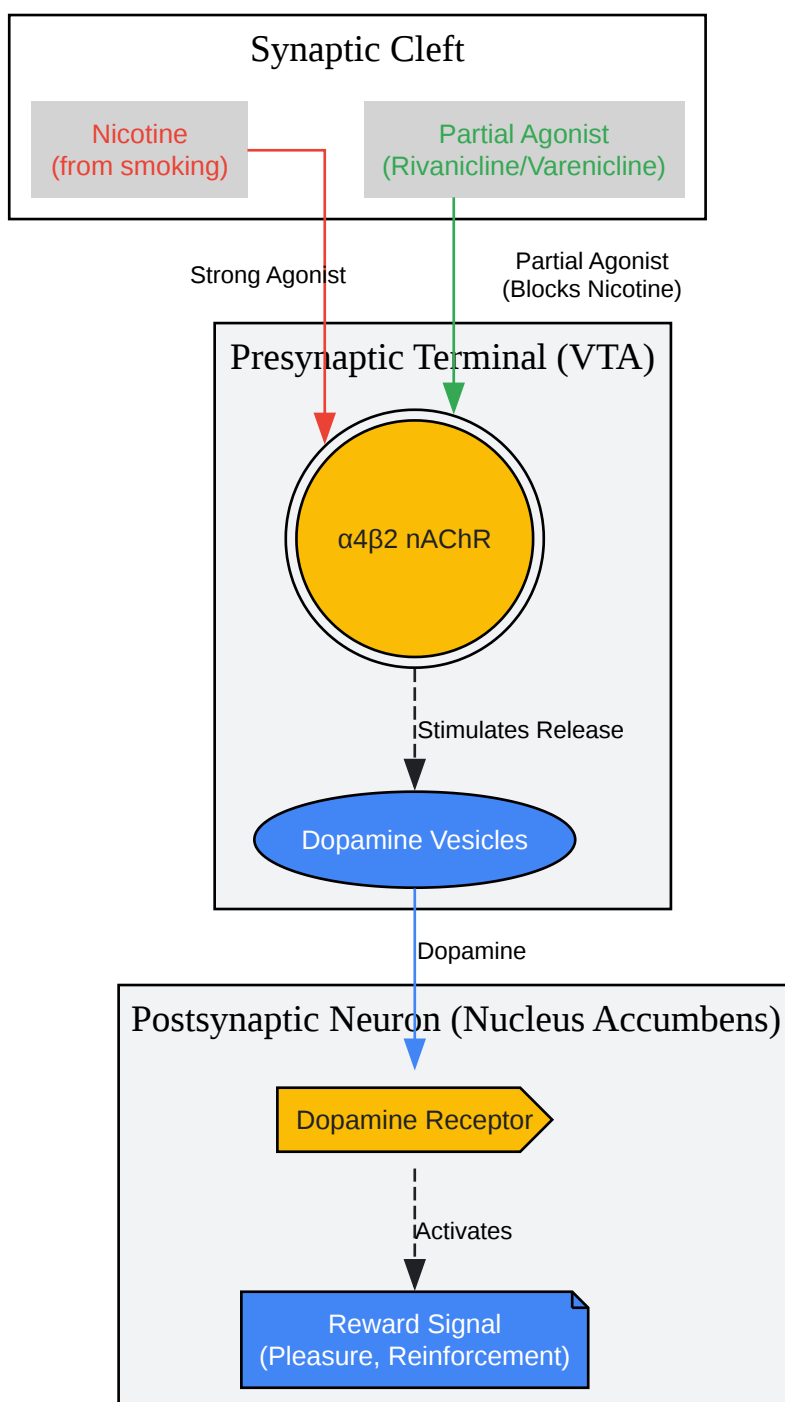 Synaptic Cleft
Nicotine
(from smoking)
Partial Agonist
(Rivanicline/Varenicline)
Strong Agonist
Partial Agonist
(Blocks Nicotine)
Presynaptic Terminal (VTA)
α4β2 nAChR
Stimulates Release
Dopamine Vesicles
Dopamine
Postsynaptic Neuron (Nucleus Accumbens)
Dopamine Receptor
Activates
Reward Signal
(Pleasure, Reinforcement)